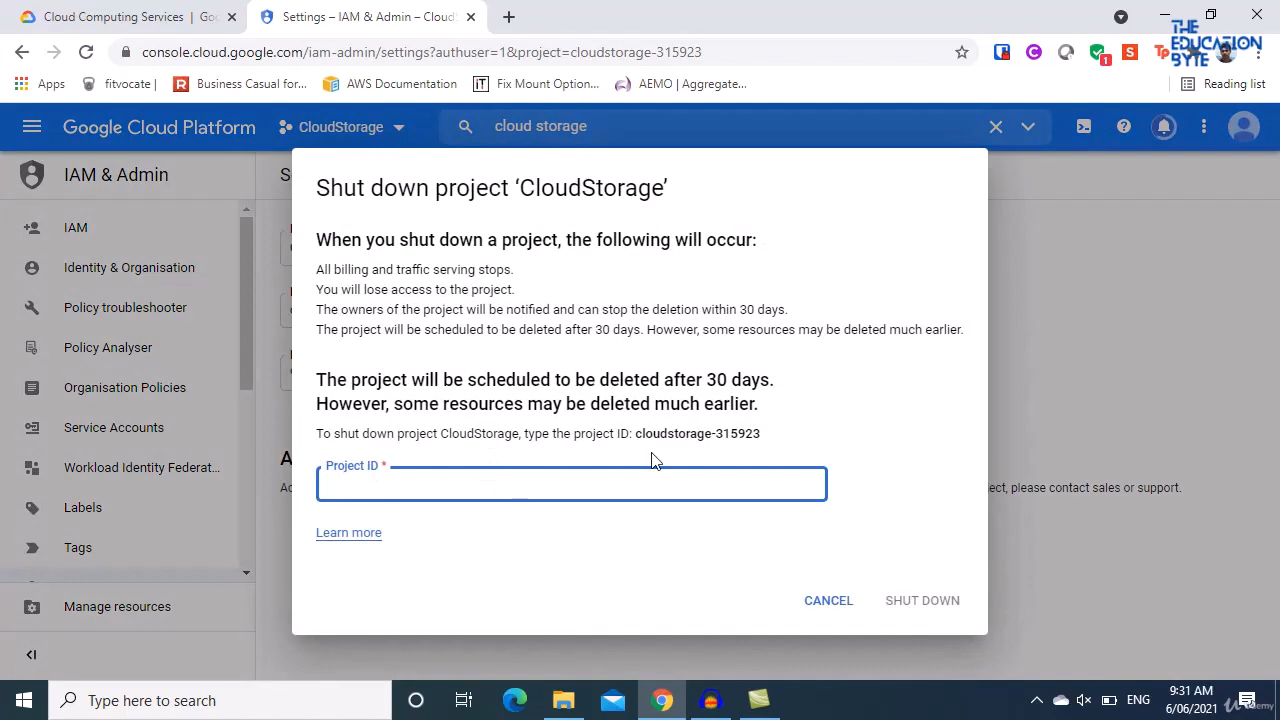 Cloud Computing Services | Go
Settings – IAM & Admin – Cloud
console.cloud.google.com/iam-admin/settings?authuser=1&project=cloudstorage-315923
THE EDUCATION BYTE
Apps
fitvocate |
Business Casual for...
AWS Documentation
Fix Mount Option...
AEMO | Aggregate...
Reading list
Google Cloud Platform
CloudStorage
cloud storage
IAM & Admin
IAM
Identity & Organisation
Policy troubleshooter
Policy Analyser
Organisation Policies
Service Accounts
Workload Identity Federat...
Labels
Tags
Manage resources
Shut down project ‘CloudStorage’
When you shut down a project, the following will occur:
All billing and traffic serving stops.
You will lose access to the project.
The owners of the project will be notified and can stop the deletion within 30 days.
The project will be scheduled to be deleted after 30 days. However, some resources may be deleted much earlier.
The project will be scheduled to be deleted after 30 days.
However, some resources may be deleted much earlier.
To shut down project CloudStorage, type the project ID: cloudstorage-315923
Project ID *
Learn more
CANCEL
SHUT DOWN
ect, please contact sales or support.
Type here to search
ENG
9:31 AM
6/06/2021
Udemy